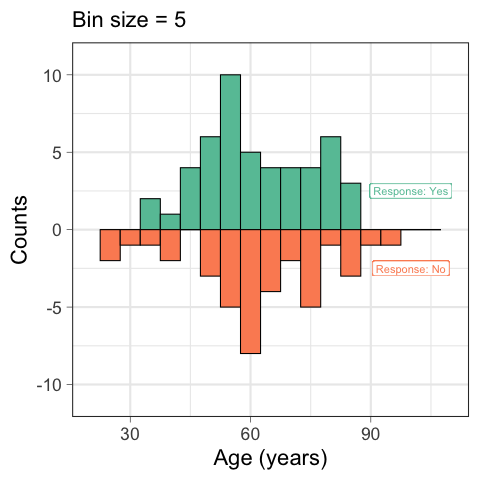 Bin size = 5
Counts
10
5
0
-5
-10
Response: Yes
Response: No
30
60
90
Age (years)